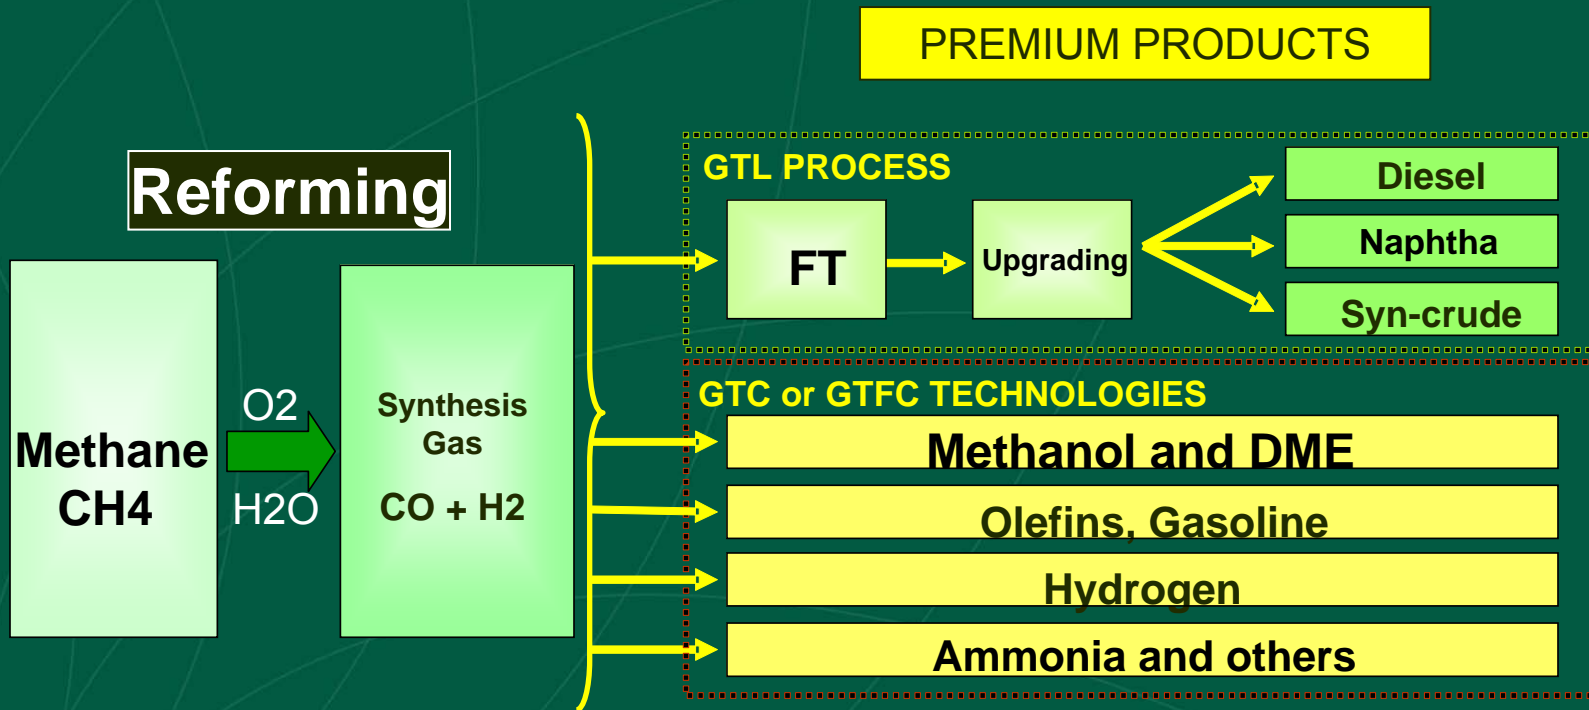 PREMIUM PRODUCTS
Reforming
Methane
CH4
O2
H2O
Synthesis
Gas
CO + H2
GTL PROCESS
FT
Upgrading
Diesel
Naphtha
Syn-crude
GTC or GTFC TECHNOLOGIES
Methanol and DME
Olefins, Gasoline
Hydrogen
Ammonia and others